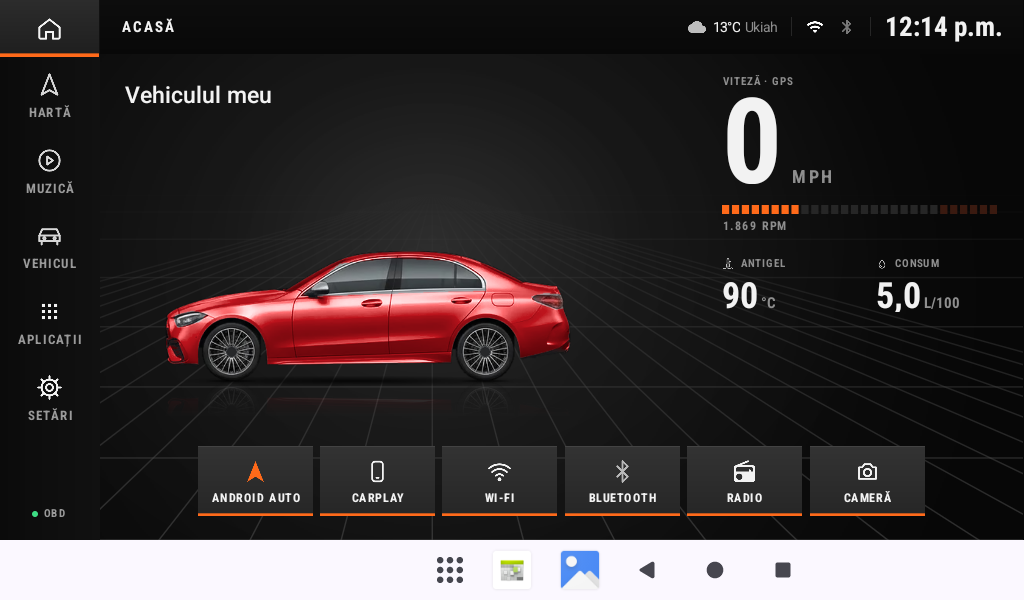 ACASĂ
13°C Ukiah
12:14 p.m.
HARTĂ
MUZICĂ
VEHICUL
APLICAȚII
SETĂRI
OBD
Vehiculul meu
VITEZĂ · GPS
0 MPH
1.869 RPM
ANTIGEL
90 °C
CONSUM
5,0 L/100
ANDROID AUTO
CARPLAY
WI-FI
BLUETOOTH
RADIO
CAMERĂ